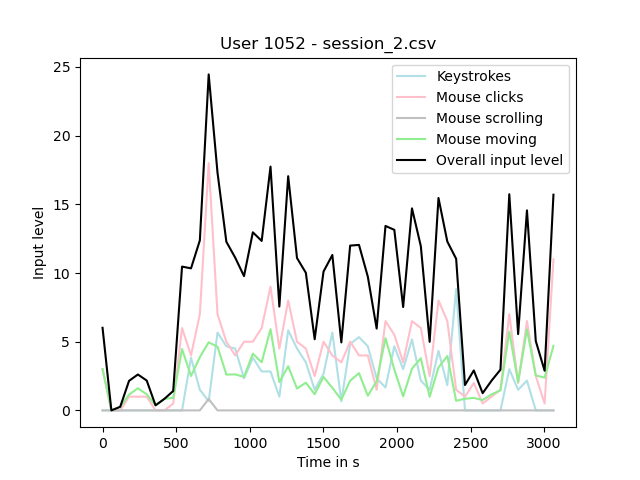 User 1052 - session_2.csv
25
20
15
10
5
0
Input level
Keystrokes
Mouse clicks
Mouse scrolling
Mouse moving
Overall input level
0 500 1000 1500 2000 2500 3000
Time in s